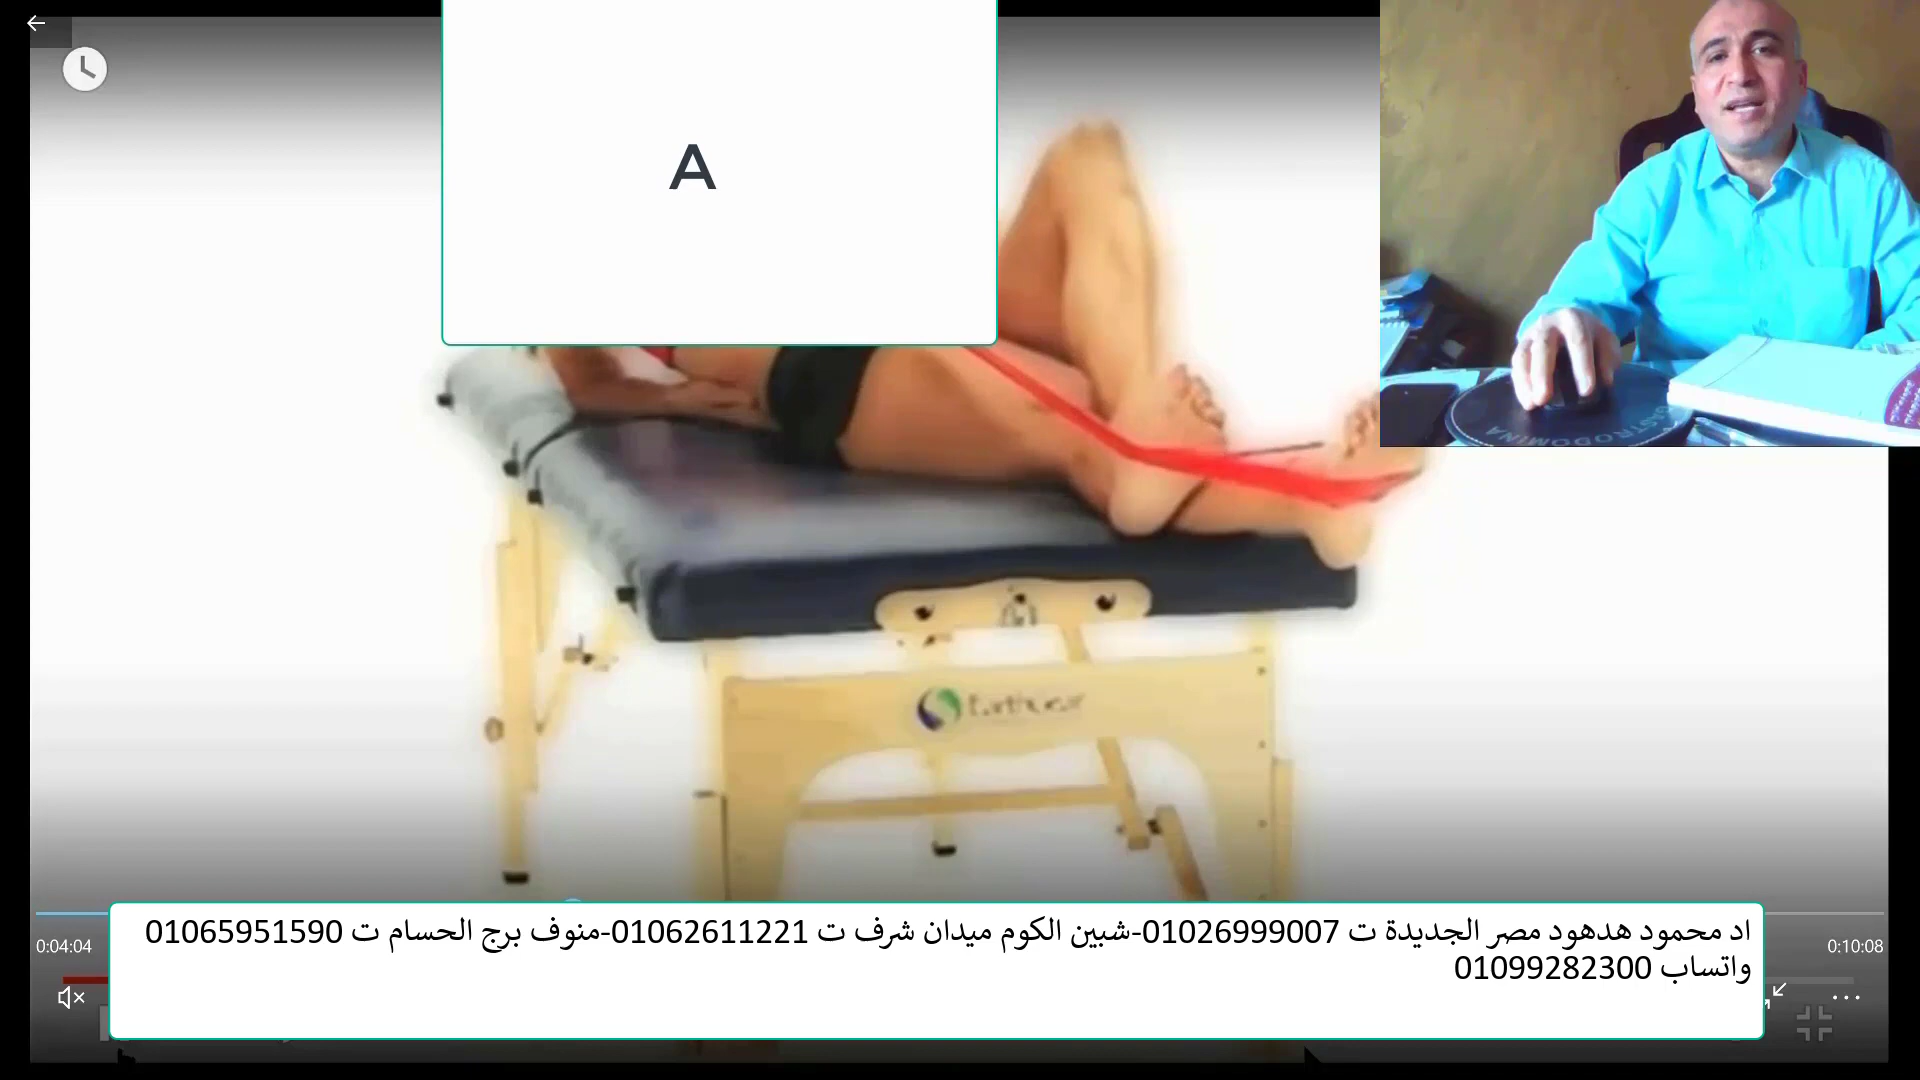 A
اد محمود هدهود مصر الجديدة ت 01026999007-شبين الكوم ميدان شرف ت 01062611221-منوف برج الحسام ت 01065951590
واتساب 01099282300
0:04:04
0:10:08